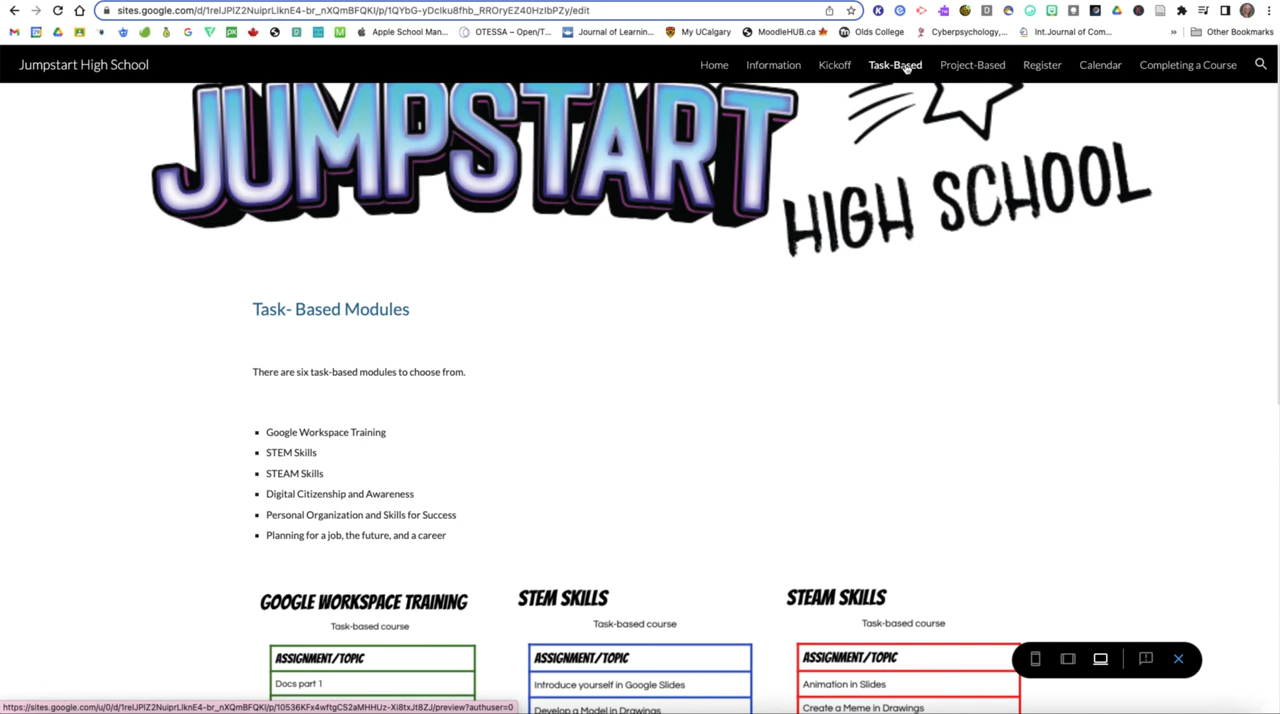 sites.google.com/d/1relJPlZ2NuiprLlknE4-br_nXQmBFQKI/p/1QYbG-yDcIku8fhb_RROryEZ40HzIbPZy/edit
Apple School Man...
OTESSA – Open/T...
Journal of Learnin...
My UCalgary
MoodleHUB.ca
Olds College
Cyberpsychology,...
Int.Journal of Com...
»
Other Bookmarks
Jumpstart High School
Home
Information
Kickoff
Task-Based
Project-Based
Register
Calendar
Completing a Course
JUMPSTART
HIGH SCHOOL
Task- Based Modules
There are six task-based modules to choose from.
Google Workspace Training
STEM Skills
STEAM Skills
Digital Citizenship and Awareness
Personal Organization and Skills for Success
Planning for a job, the future, and a career
GOOGLE WORKSPACE TRAINING
Task-based course
ASSIGNMENT/TOPIC
Docs part 1
STEM SKILLS
Task-based course
ASSIGNMENT/TOPIC
Introduce yourself in Google Slides
Develop a Model in Drawings
STEAM SKILLS
Task-based course
ASSIGNMENT/TOPIC
Animation in Slides
Create a Meme in Drawings
https://sites.google.com/u/0/d/1relJPlZ2NuiprLlknE4-br_nXQmBFQKI/p/10536KFx4wftgCS2aMHHUz-Xi8txJt8ZJ/preview?authuser=0